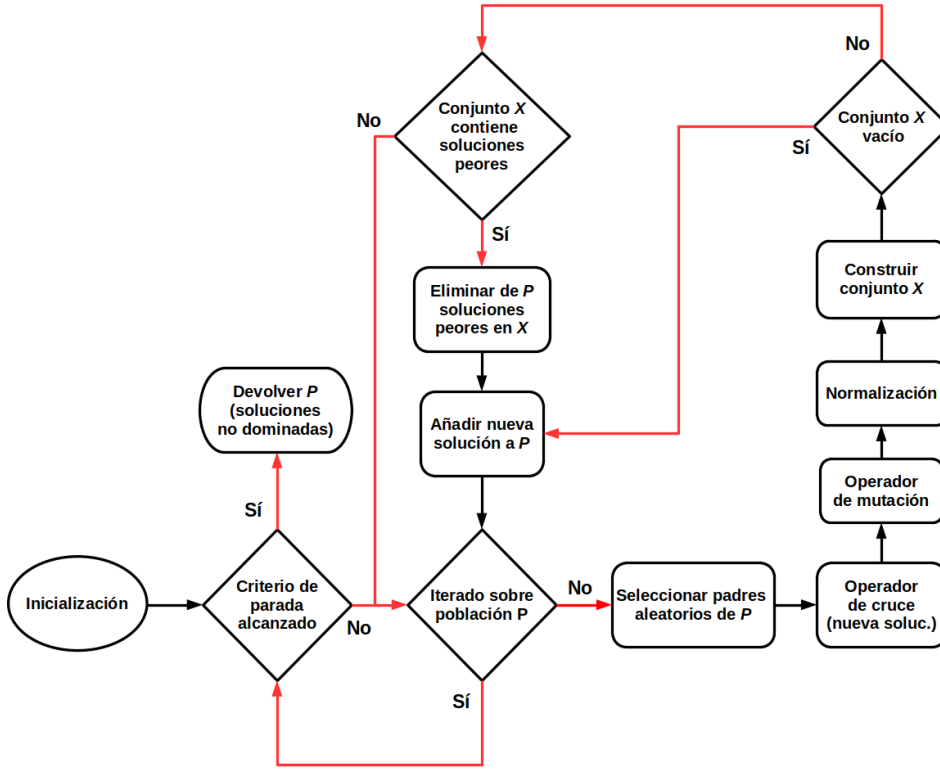 No
No
Conjunto X
contiene
soluciones
peores
Conjunto X
vacío
Sí
Sí
Eliminar de P
soluciones
peores en X
Construir
conjunto X
Devolver P
(soluciones
no dominadas)
Añadir nueva
solución a P
Normalización
Operador
de mutación
Sí
Inicialización
Criterio de
parada
alcanzado
No
Iterado sobre
población P
No
Seleccionar padres
aleatorios de P
Operador
de cruce
(nueva soluc.)
Sí